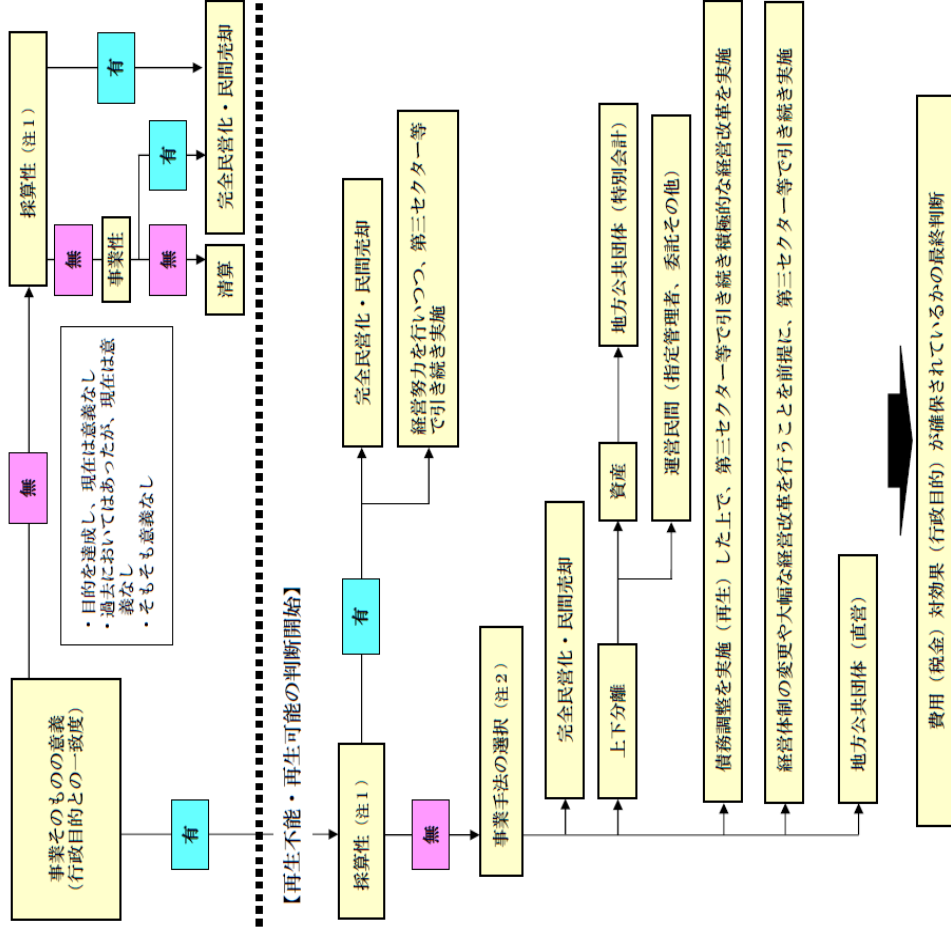 事業そのものの意義
(行政目的との一致度)
無
・目的を達成し、現在は意義なし
・過去においてはあったが、現在は意
義なし
・そもそも意義なし
採算性(注1)
無
有
事業性
無
有
清算
完全民営化・民間売却
有
【再生不能・再生可能の判断開始】
採算性(注1)
有
完全民営化・民間売却
経営努力を行いつつ、第三セクター等
で引き続き実施
無
事業手法の選択(注2)
完全民営化・民間売却
上下分離
資産
地方公共団体(特別会計)
運営民間(指定管理者、委託その他)
債務調整を実施(再生)した上で、第三セクター等で引き続き積極的な経営改革を実施
経営体制の変更や大幅な経営改革を行うことを前提に、第三セクター等で引き続き実施
地方公共団体(直営)
費用(税金)対効果(行政目的)が確保されているかの最終判断